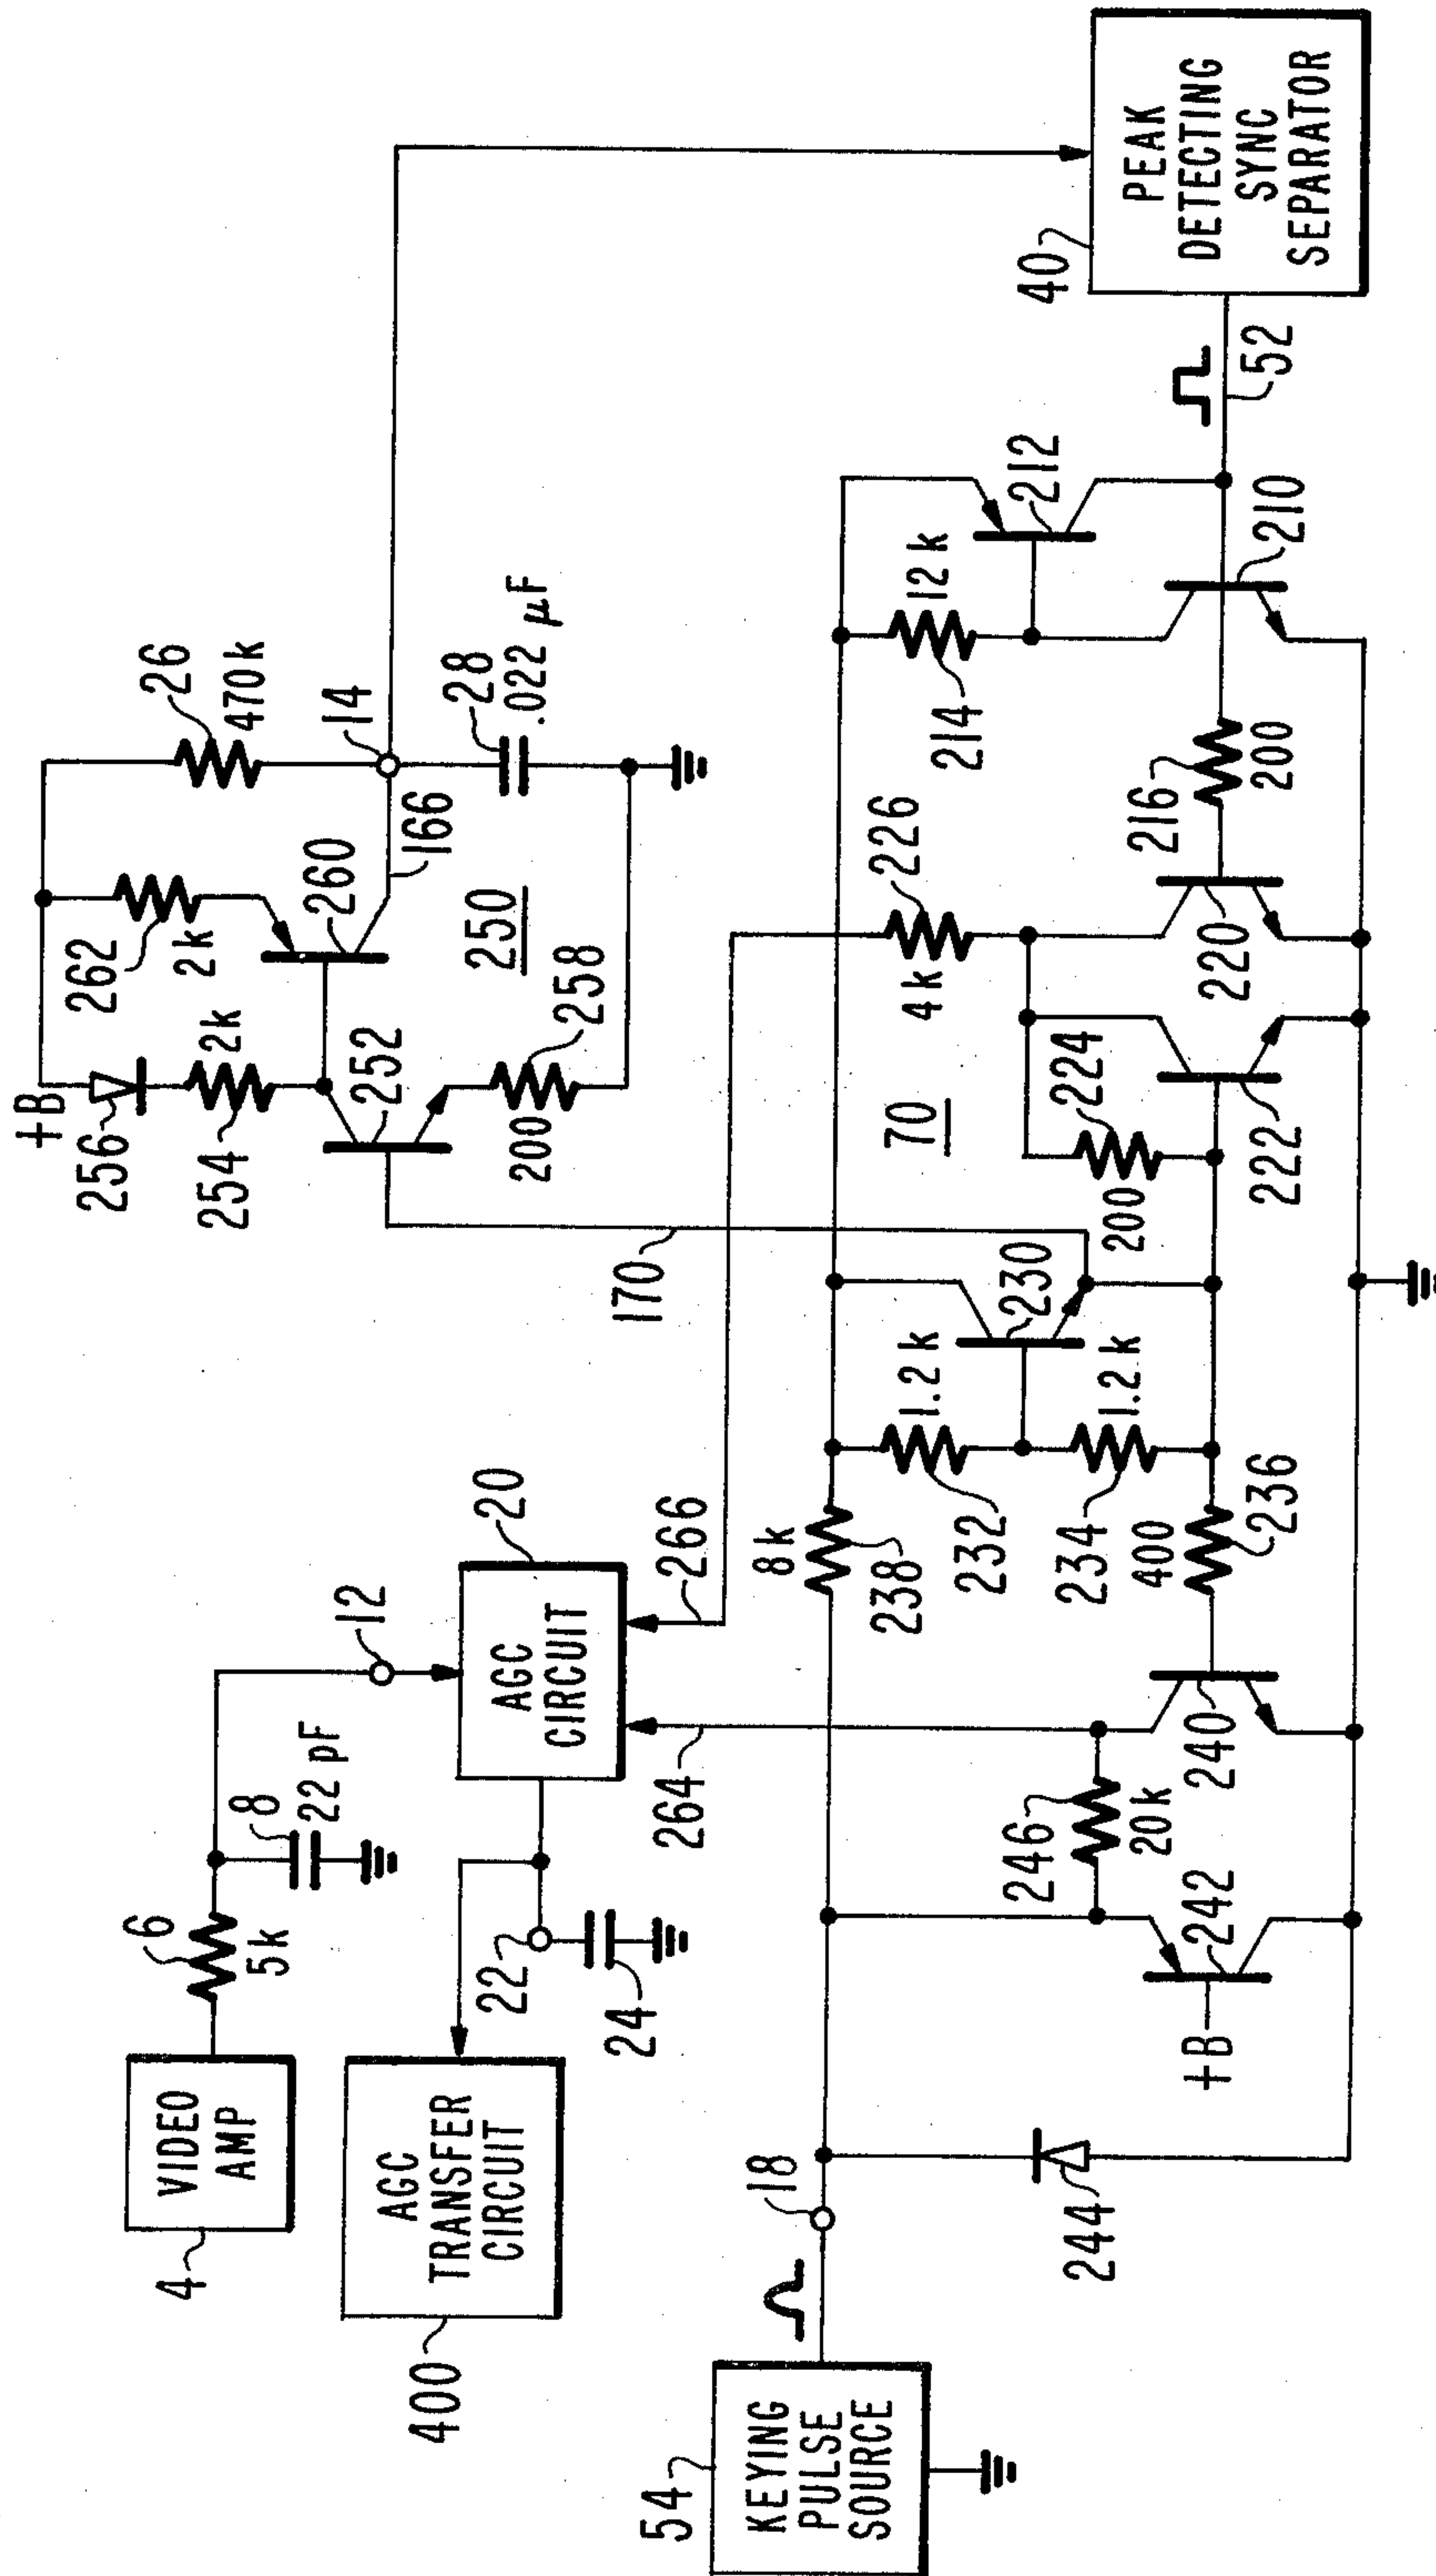 4
VIDEO
AMP
6
5k
8
22 pF
12
20
AGC
CIRCUIT
400
AGC
TRANSFER
CIRCUIT
22
24
264
266
+B
256
254
2k
262
2k
252
260
250
200
258
26
470k
14
28
.022 µF
166
170
54
KEYING
PULSE
SOURCE
18
244
+B
242
246
20k
240
8k
238
232
1.2k
234
1.2k
400
236
230
70
224
200
222
4k
226
220
216
200
214
12k
212
210
52
40
PEAK
DETECTING
SYNC
SEPARATOR